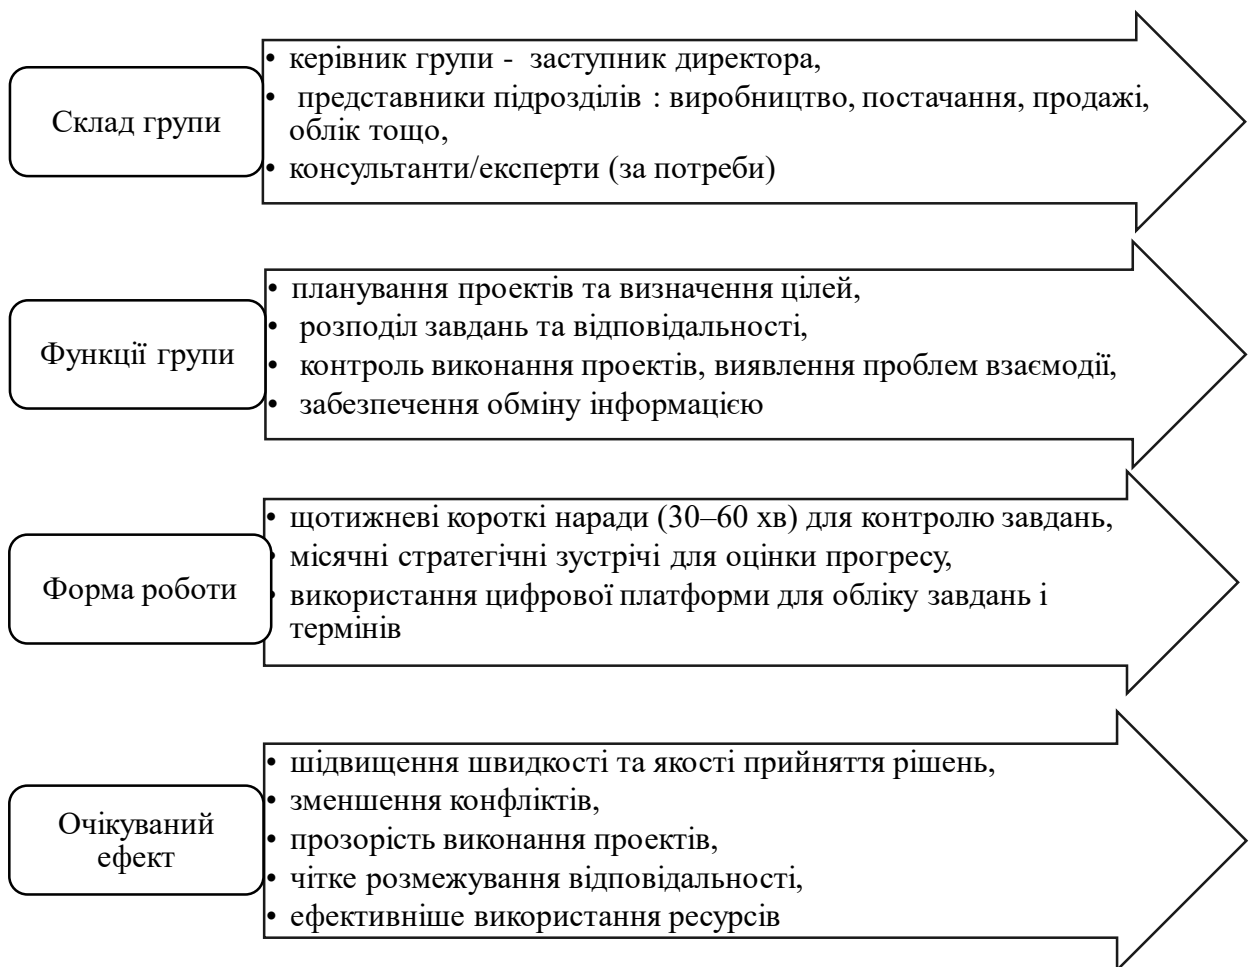 Склад групи
• керівник групи - заступник директора,
• представники підрозділів : виробництво, постачання, продажі,
облік тощо,
• консультанти/експерти (за потреби)
Функції групи
• планування проектів та визначення цілей,
• розподіл завдань та відповідальності,
• контроль виконання проектів, виявлення проблем взаємодії,
• забезпечення обміну інформацією
Форма роботи
• щотижневі короткі наради (30–60 хв) для контролю завдань,
• місячні стратегічні зустрічі для оцінки прогресу,
• використання цифрової платформи для обліку завдань і
термінів
Очікуваний
ефект
• шідвищення швидкості та якості прийняття рішень,
• зменшення конфліктів,
• прозорість виконання проектів,
• чітке розмежування відповідальності,
• ефективніше використання ресурсів